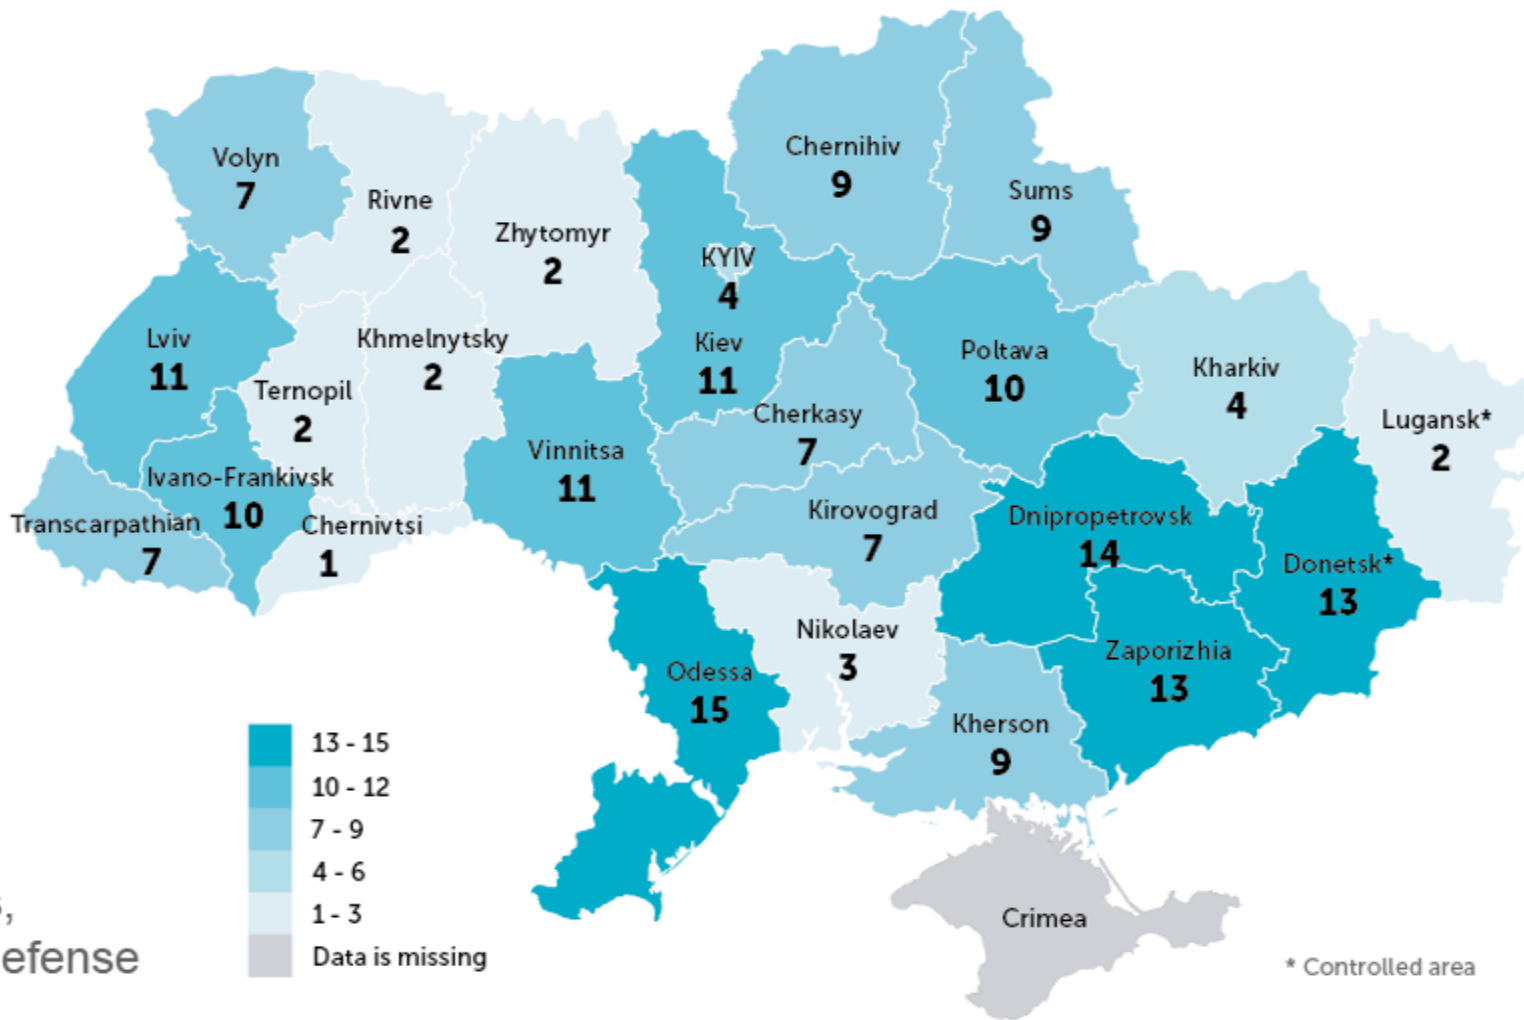 Volyn
7
Rivne
2
Zhytomyr
2
KYIV
4
Kiev
11
Chernihiv
9
Sums
9
Lviv
11
Ternopil
2
Khmelnytsky
2
Vinnitsa
11
Cherkasy
7
Poltava
10
Kharkiv
4
Lugansk*
2
Transcarpathian
7
Ivano-Frankivsk
10
Chernivtsi
1
Kirovograd
7
Dnipropetrovsk
14
Donetsk*
13
Odessa
15
Nikolaev
3
Kherson
9
Zaporizhia
13
Crimea
13 - 15
10 - 12
7 - 9
4 - 6
1 - 3
Data is missing
efense
* Controlled area